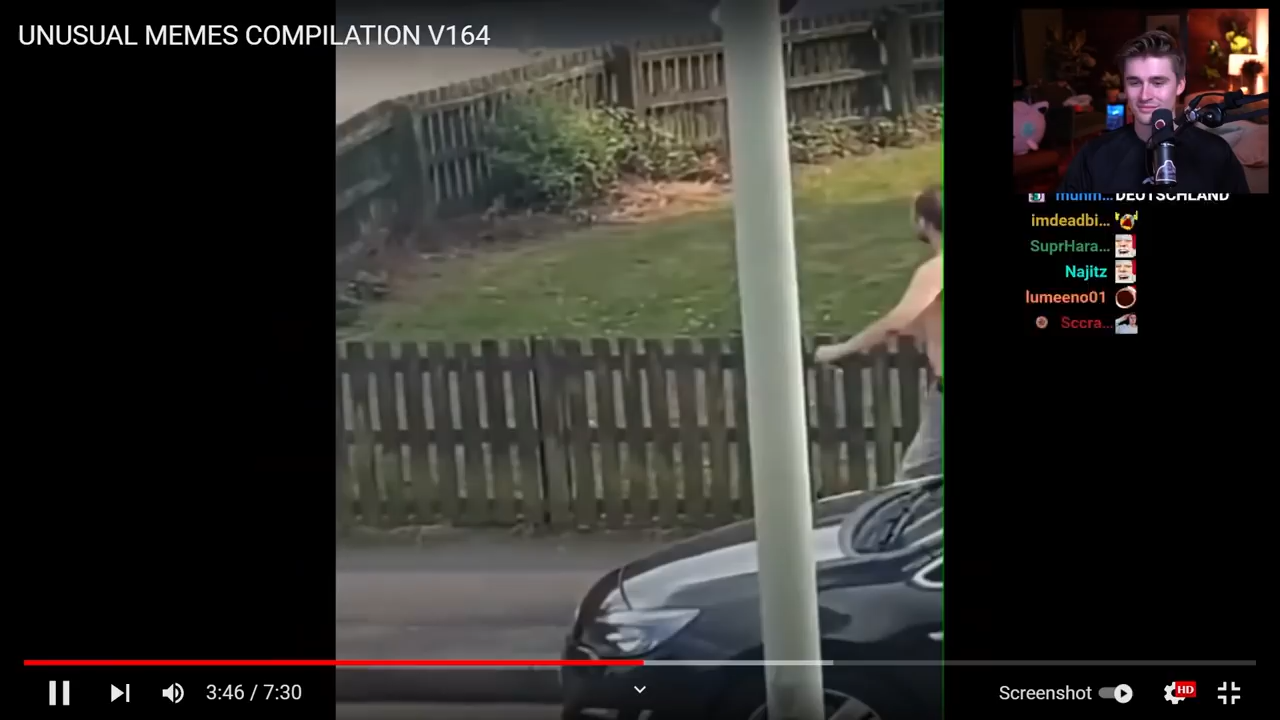 UNUSUAL MEMES COMPILATION V164
DEUTSCHLAND
imdeadbi...
SuprHara...
Najitz
lumeeno01
Sccra...
3:46 / 7:30
Screenshot
HD